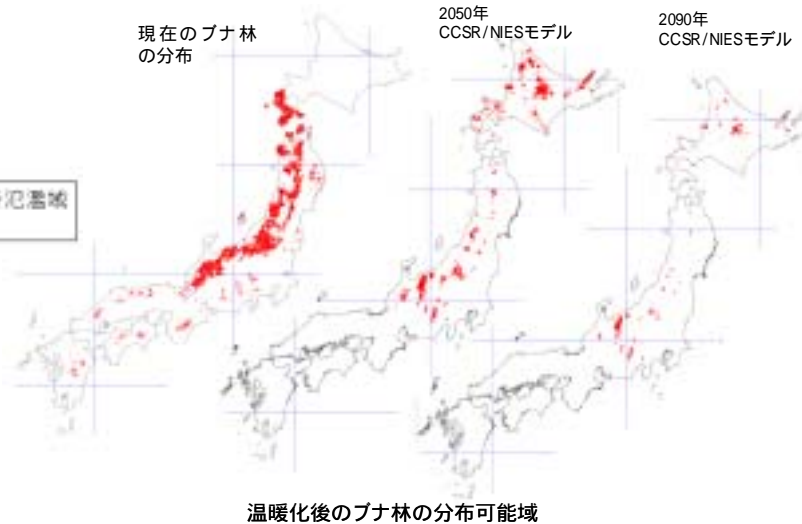 現在のブナ林
の分布
2050年
CCSR/NIESモデル
2090年
CCSR/NIESモデル
氾濫域
温暖化後のブナ林の分布可能域